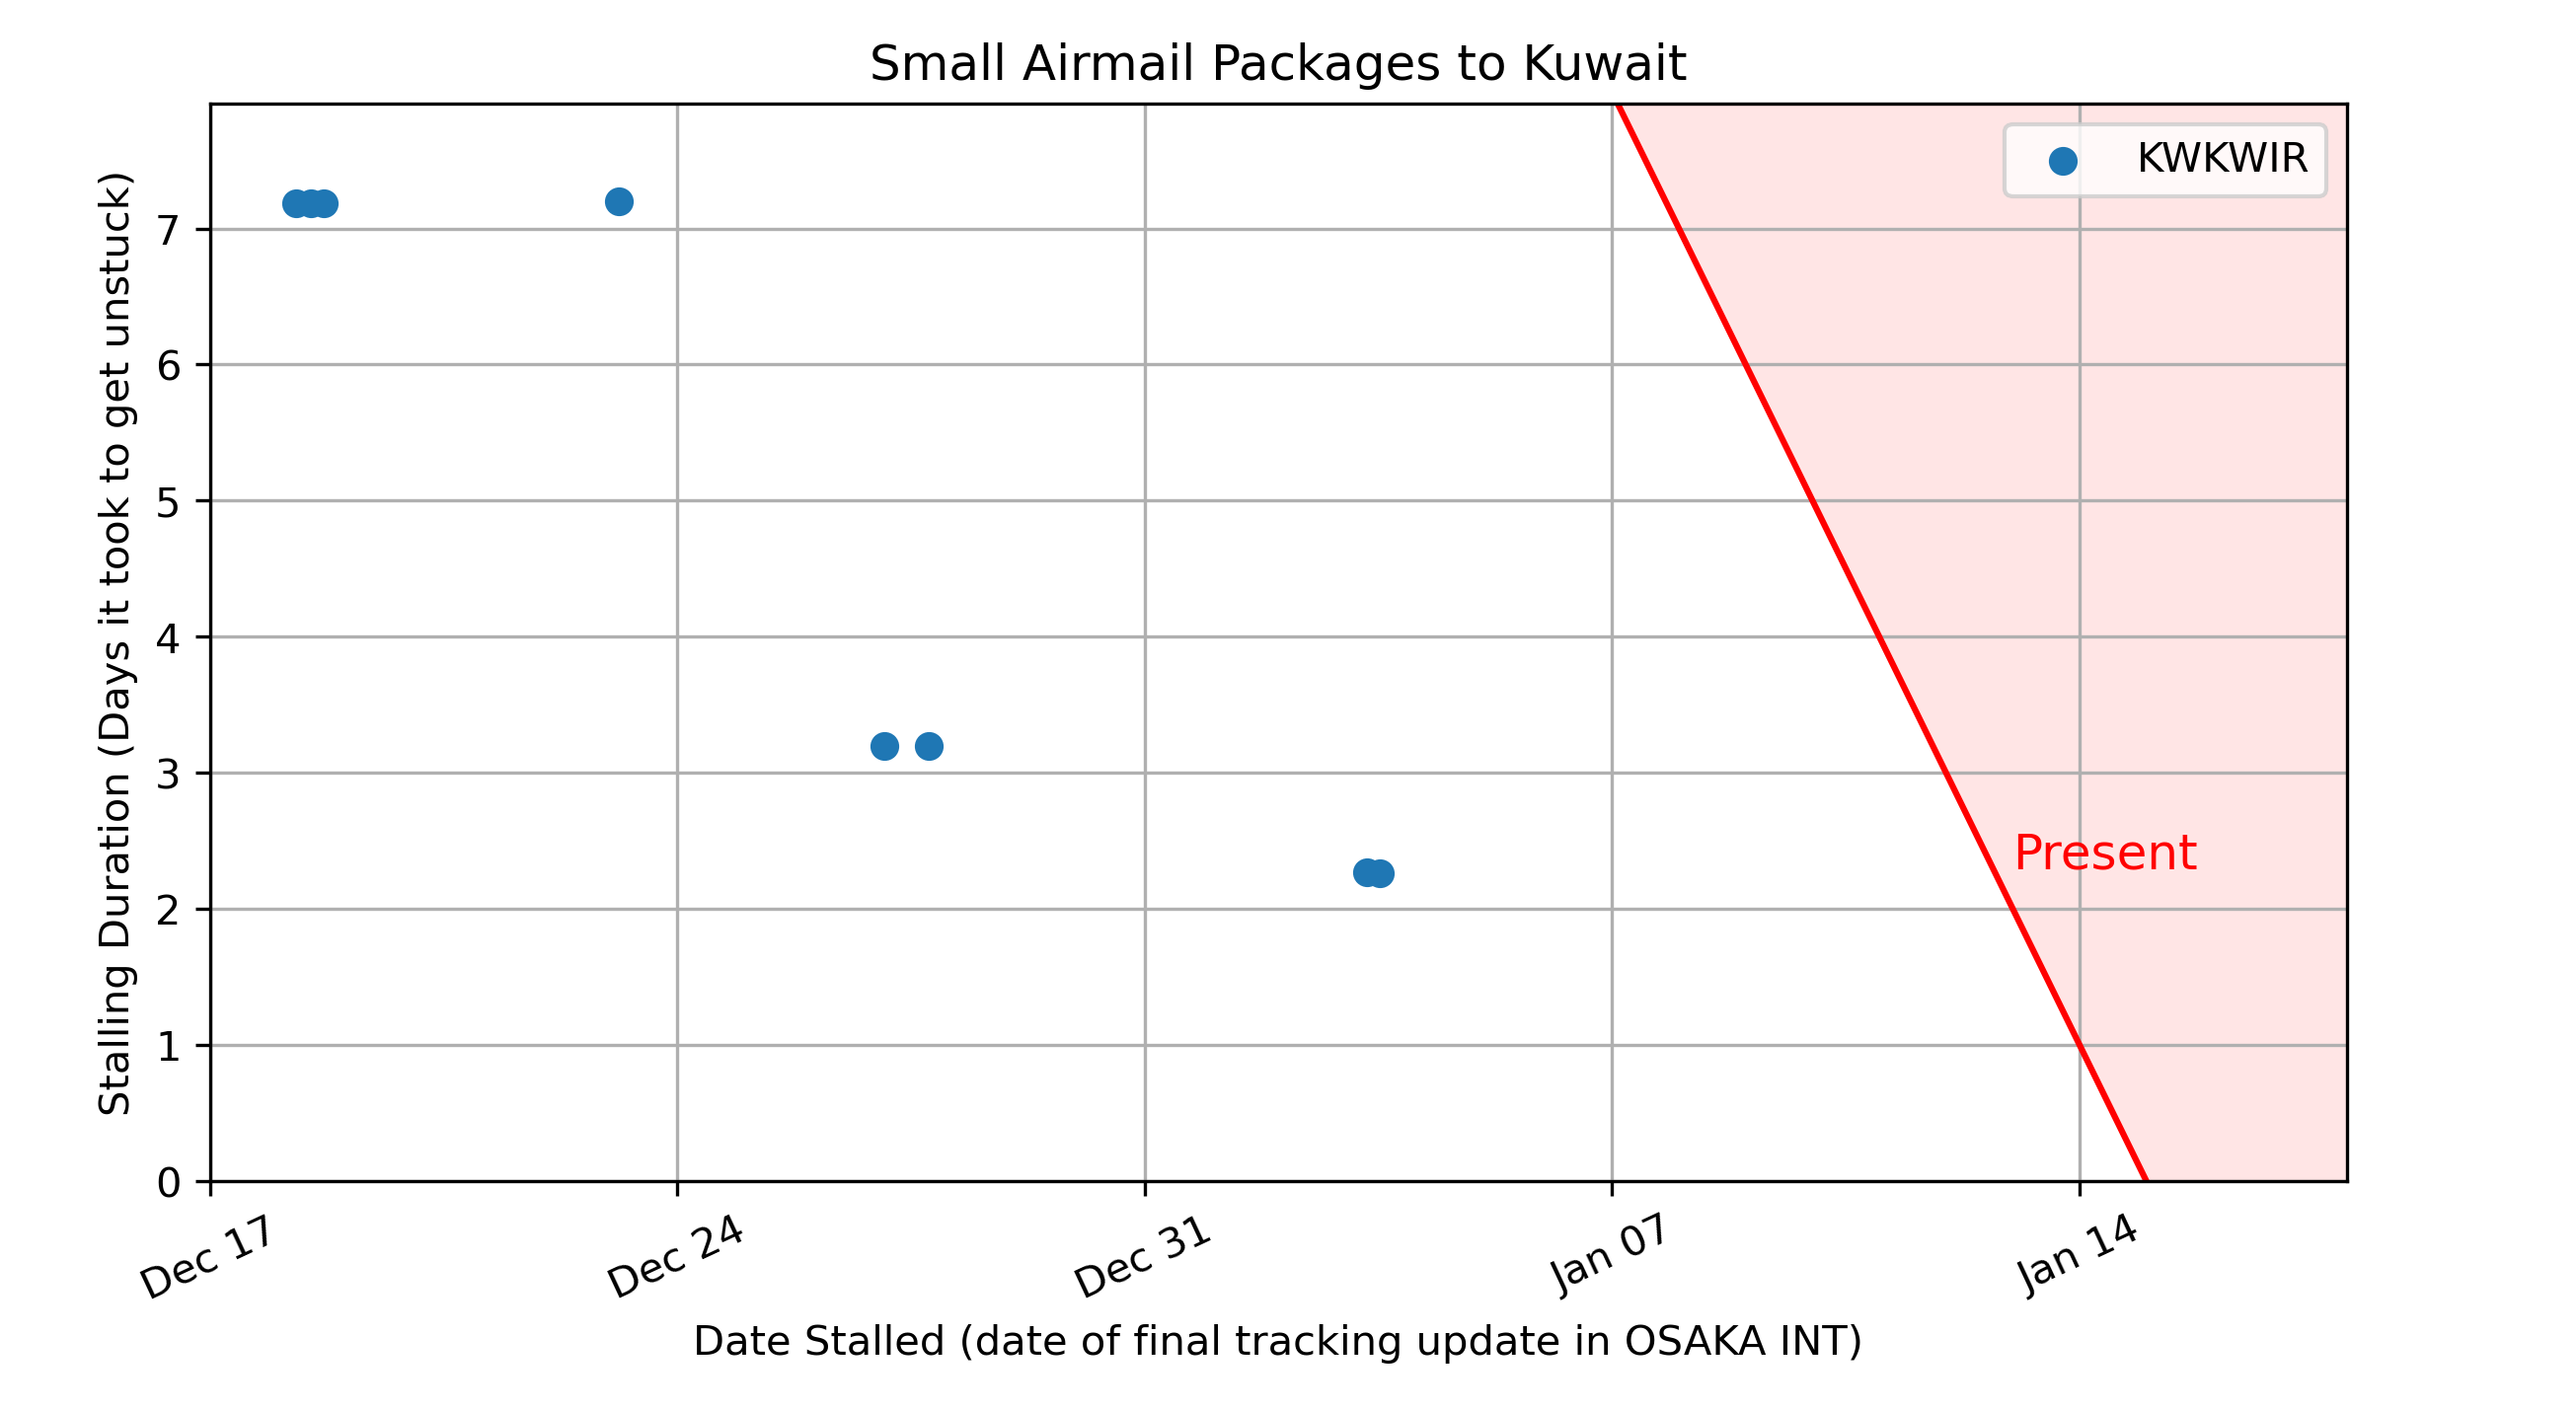 Small Airmail Packages to Kuwait
KWKWIR
Stalling Duration (Days it took to get unstuck)
7
6
5
4
3
2
1
0
Present
Dec 17
Dec 24
Dec 31
Jan 07
Jan 14
Date Stalled (date of final tracking update in OSAKA INT)